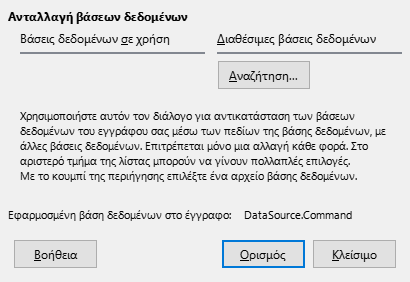 Ανταλλαγή βάσεων δεδομένων
Βάσεις δεδομένων σε χρήση
Διαθέσιμες βάσεις δεδομένων
Αναζήτηση...
Χρησιμοποιήστε αυτόν τον διάλογο για αντικατάσταση των βάσεων
δεδομένων του εγγράφου σας μέσω των πεδίων της βάσης δεδομένων, με
άλλες βάσεις δεδομένων. Επιτρέπεται μόνο μια αλλαγή κάθε φορά. Στο
αριστερό τμήμα της λίστας μπορούν να γίνουν πολλαπλές επιλογές.
Με το κουμπί της περιήγησης επιλέξτε ένα αρχείο βάσης δεδομένων.
Εφαρμοσμένη βάση δεδομένων στο έγγραφο: DataSource.Command
Βοήθεια
Ορισμός
Κλείσιμο